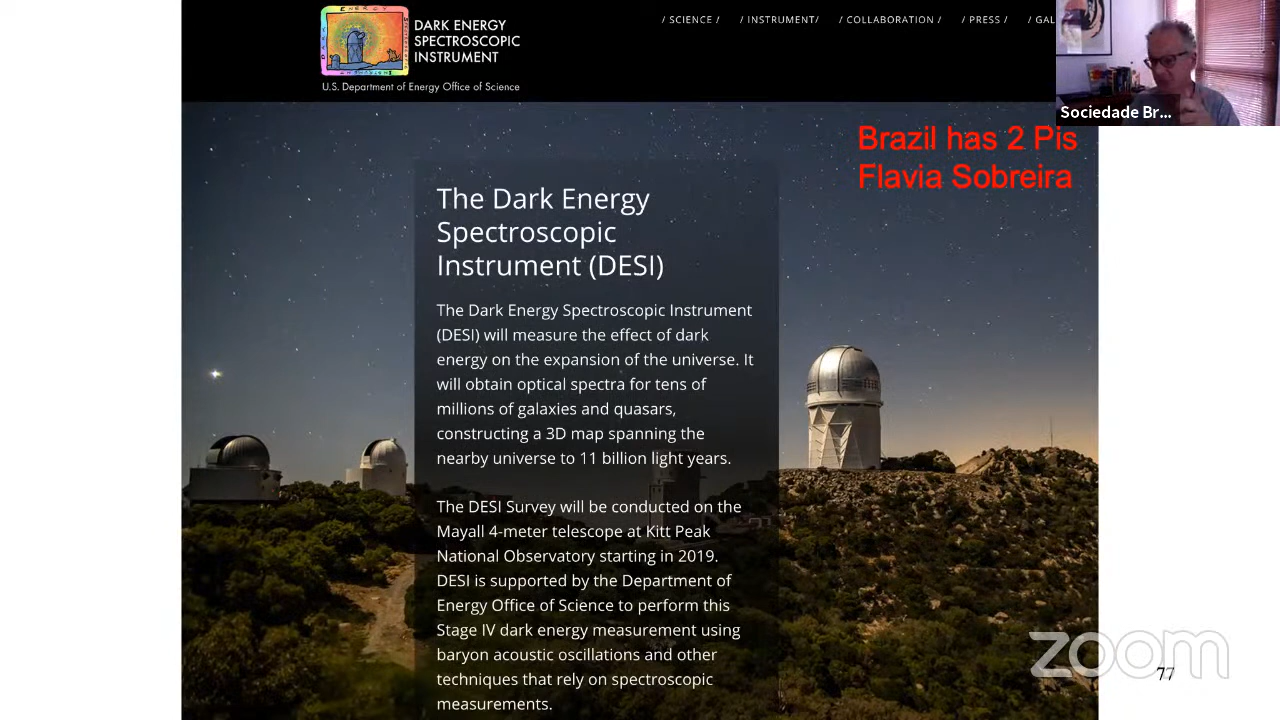 ENERGY
DARK ENERGY
SPECTROSCOPIC
INSTRUMENT
U.S. Department of Energy Office of Science
/ SCIENCE /
/ INSTRUMENT/
/ COLLABORATION /
/ PRESS /
/ GAL
Sociedade Br...
Brazil has 2 Pis
Flavia Sobreira
The Dark Energy
Spectroscopic
Instrument (DESI)
The Dark Energy Spectroscopic Instrument
(DESI) will measure the effect of dark
energy on the expansion of the universe. It
will obtain optical spectra for tens of
millions of galaxies and quasars,
constructing a 3D map spanning the
nearby universe to 11 billion light years.
The DESI Survey will be conducted on the
Mayall 4-meter telescope at Kitt Peak
National Observatory starting in 2019.
DESI is supported by the Department of
Energy Office of Science to perform this
Stage IV dark energy measurement using
baryon acoustic oscillations and other
techniques that rely on spectroscopic
measurements.
zoom
77